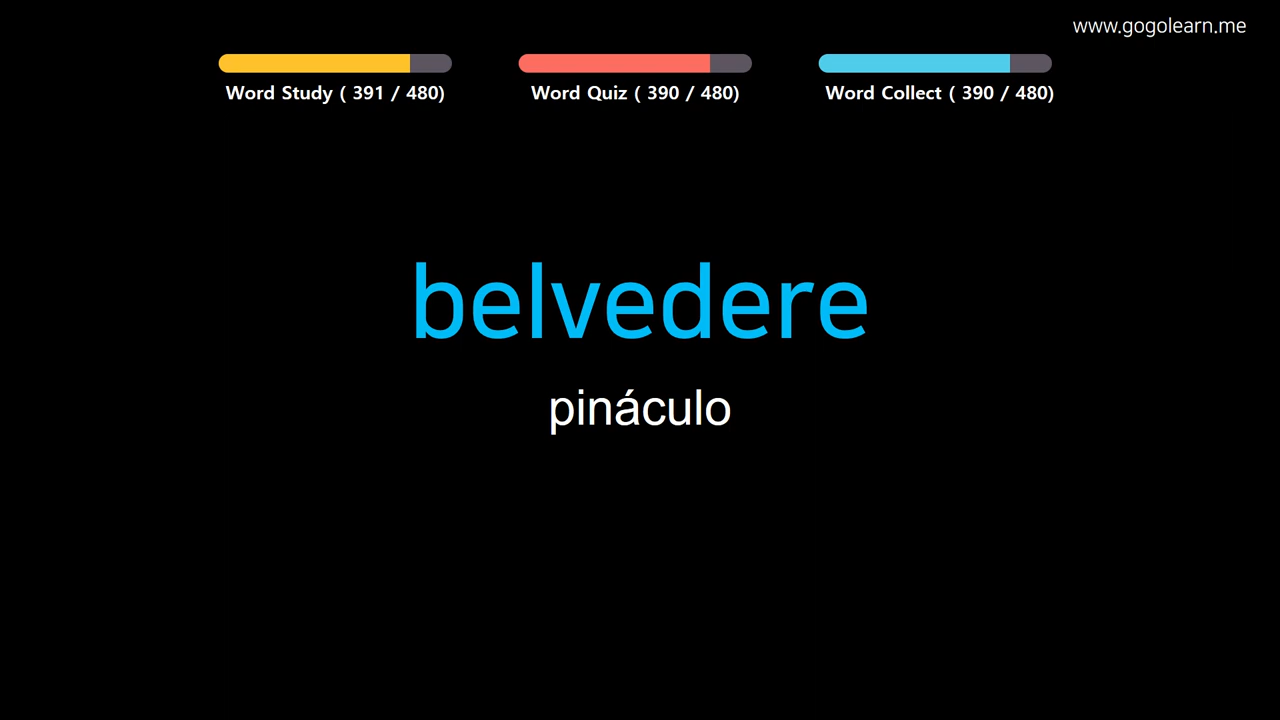 www.gogolearn.me
Word Study ( 391 / 480)
Word Quiz ( 390 / 480)
Word Collect ( 390 / 480)
belvedere
pináculo